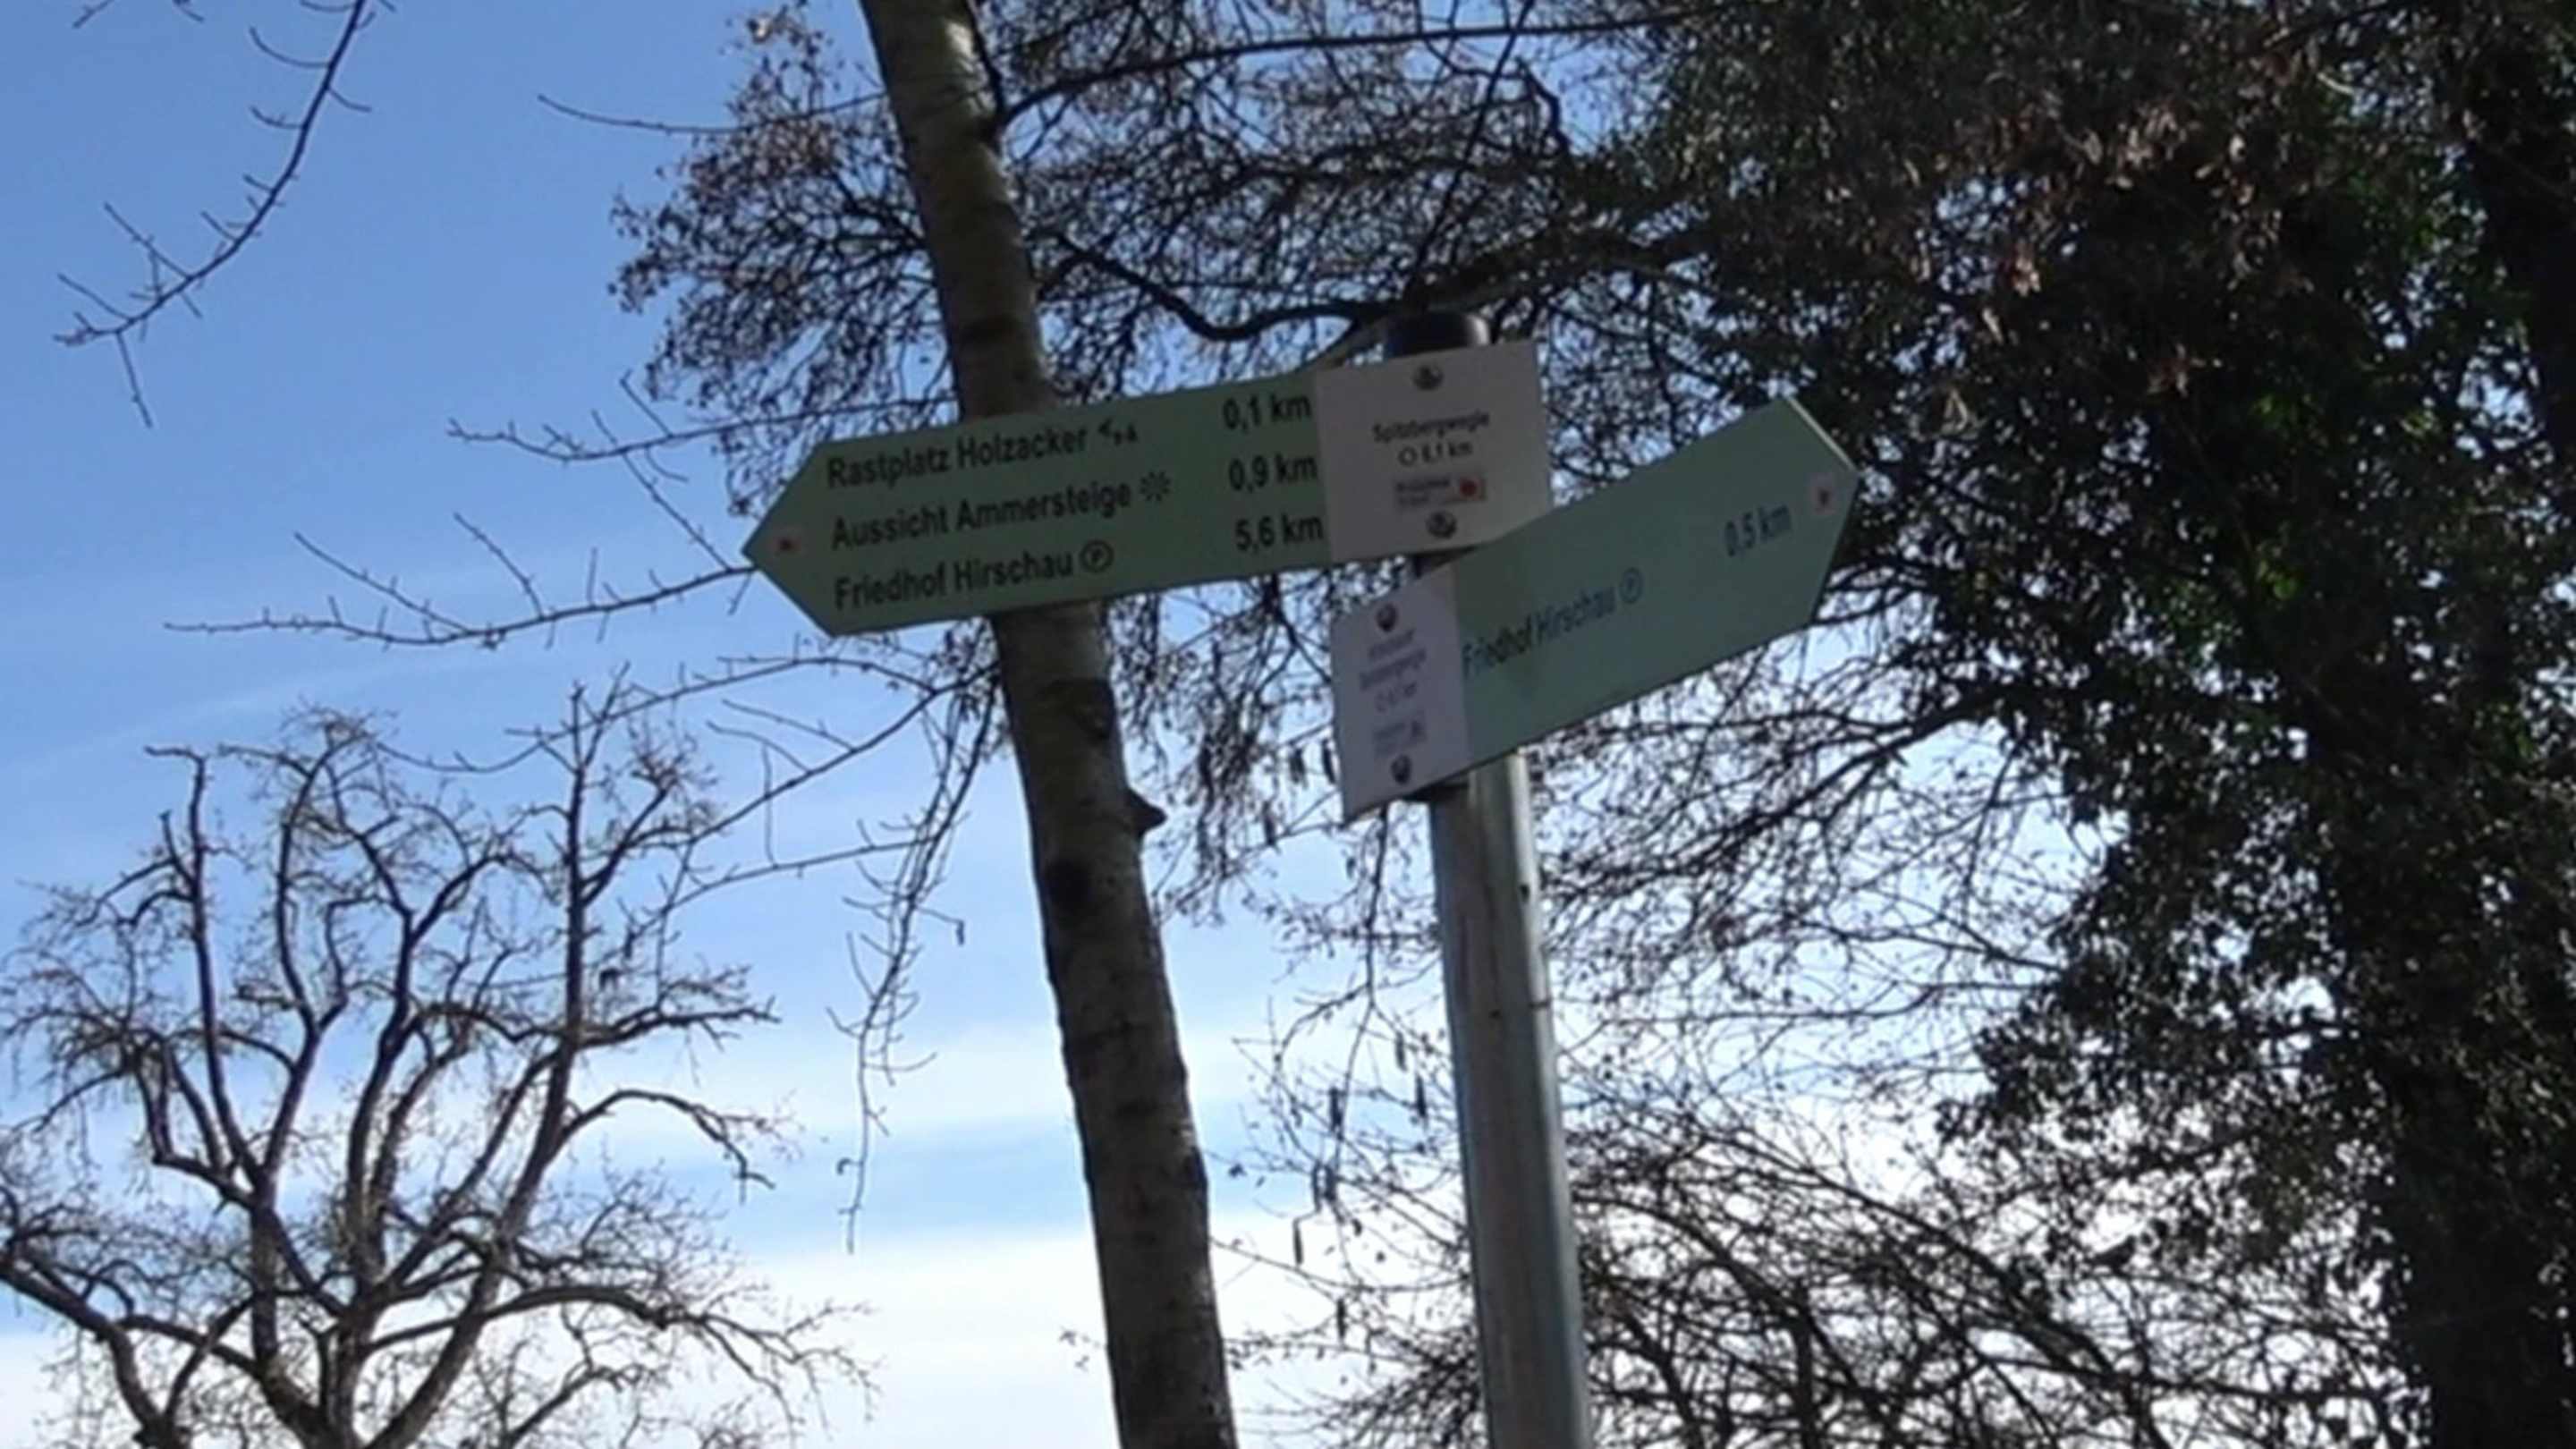 Rastplatz Holzacker 0,1 km
Aussicht Ammersteige 0,9 km
Friedhof Hirschau P 5,6 km
Friedhof Hirschau P 0,5 km